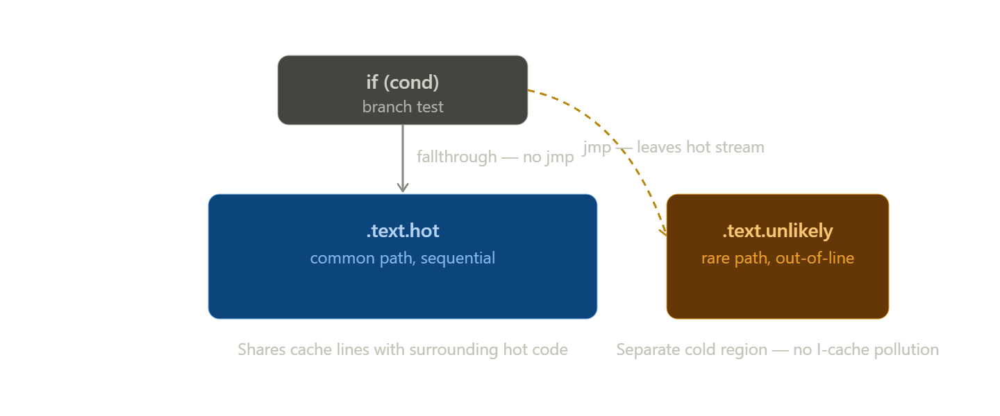 if (cond)
branch test
fallthrough — no jmp
jmp — leaves hot stream
.text.hot
common path, sequential
.text.unlikely
rare path, out-of-line
Shares cache lines with surrounding hot code
Separate cold region — no I-cache pollution